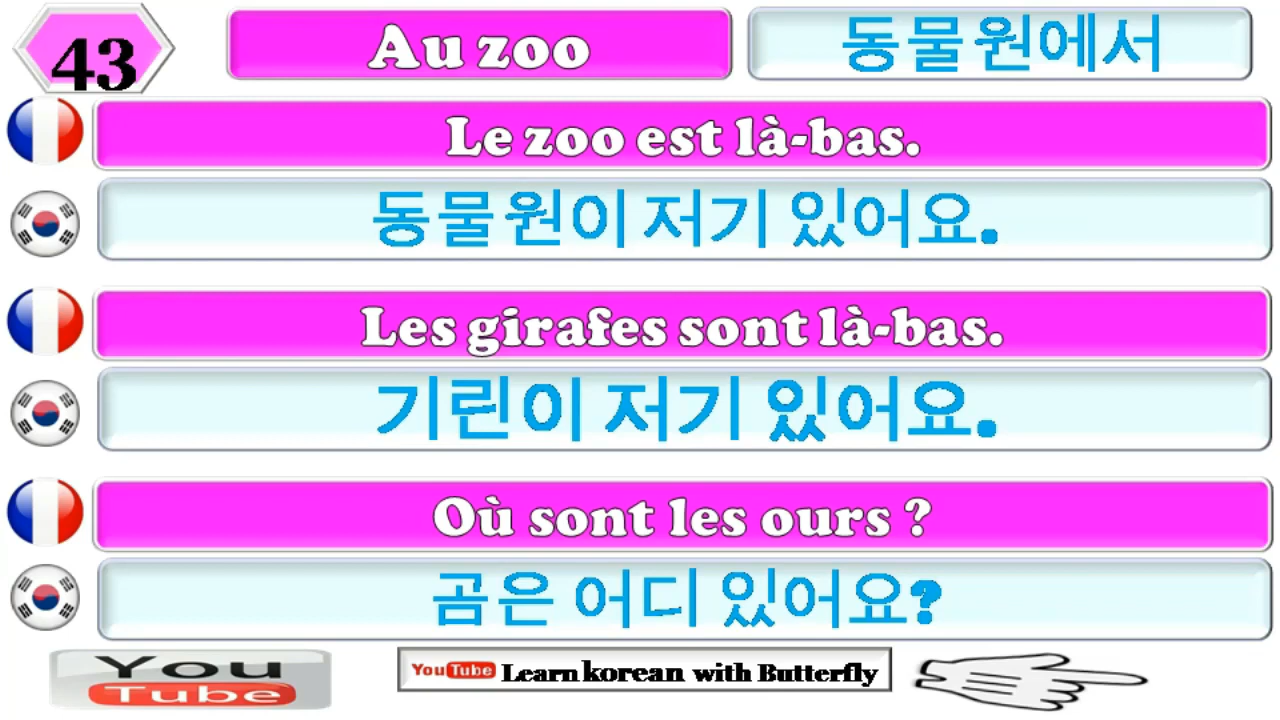 43
Au zoo
동물원에서
Le zoo est là-bas.
동물원이 저기 있어요.
Les girafes sont là-bas.
기린이 저기 있어요.
Où sont les ours ?
곰은 어디 있어요?
You Tube
YouTube Learn korean with Butterfly